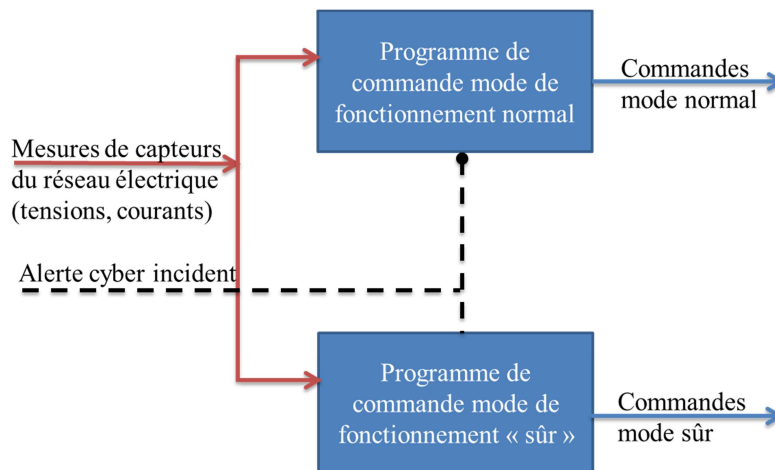 Programme de
commande mode de
fonctionnement normal
Commandes
mode normal
Mesures de capteurs
du réseau électrique
(tensions, courants)
Alerte cyber incident
Programme de
commande mode de
fonctionnement « sûr »
Commandes
mode sûr